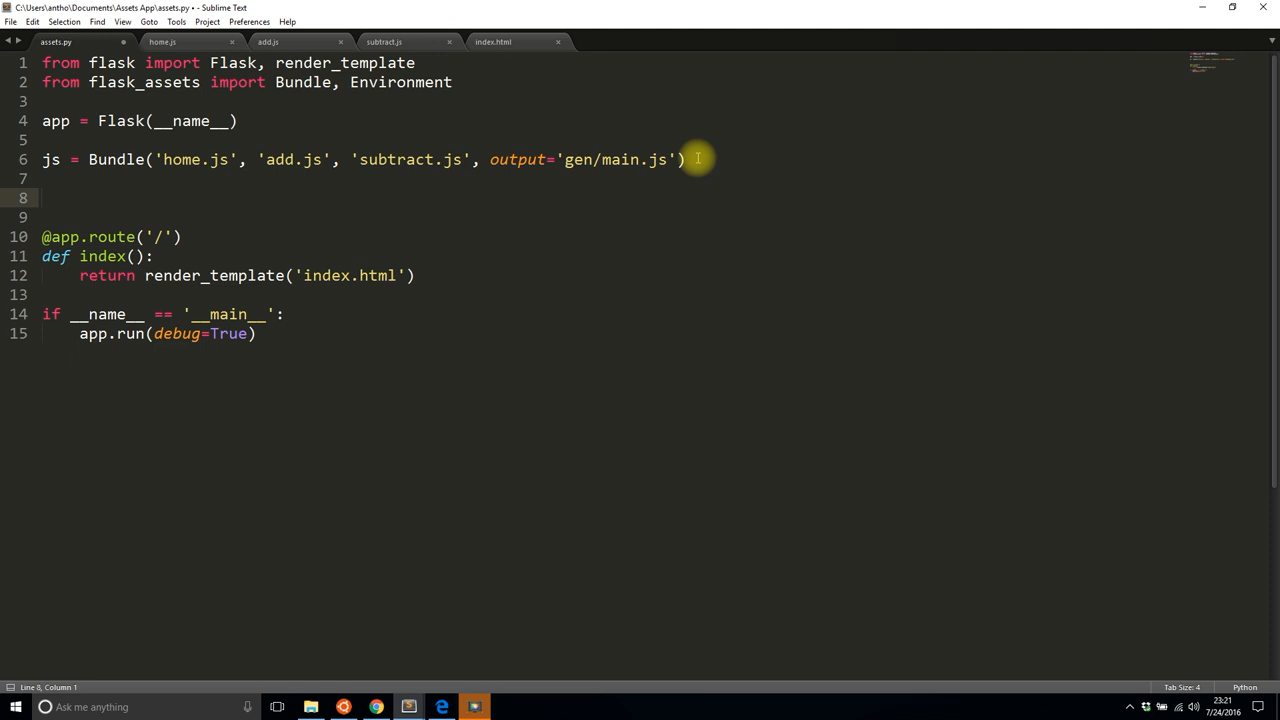 C:\Users\antho\Documents\Assets App\assets.py • - Sublime Text
File Edit Selection Find View Goto Tools Project Preferences Help
assets.py home.js add.js subtract.js index.html
1 from flask import Flask, render_template
2 from flask_assets import Bundle, Environment
3
4 app = Flask(__name__)
5
6 js = Bundle('home.js', 'add.js', 'subtract.js', output='gen/main.js')
7
8
9
10 @app.route('/')
11 def index():
12     return render_template('index.html')
13
14 if __name__ == '__main__':
15     app.run(debug=True)
Line 8, Column 1 Tab Size: 4 Python
Ask me anything 23:21
7/24/2016